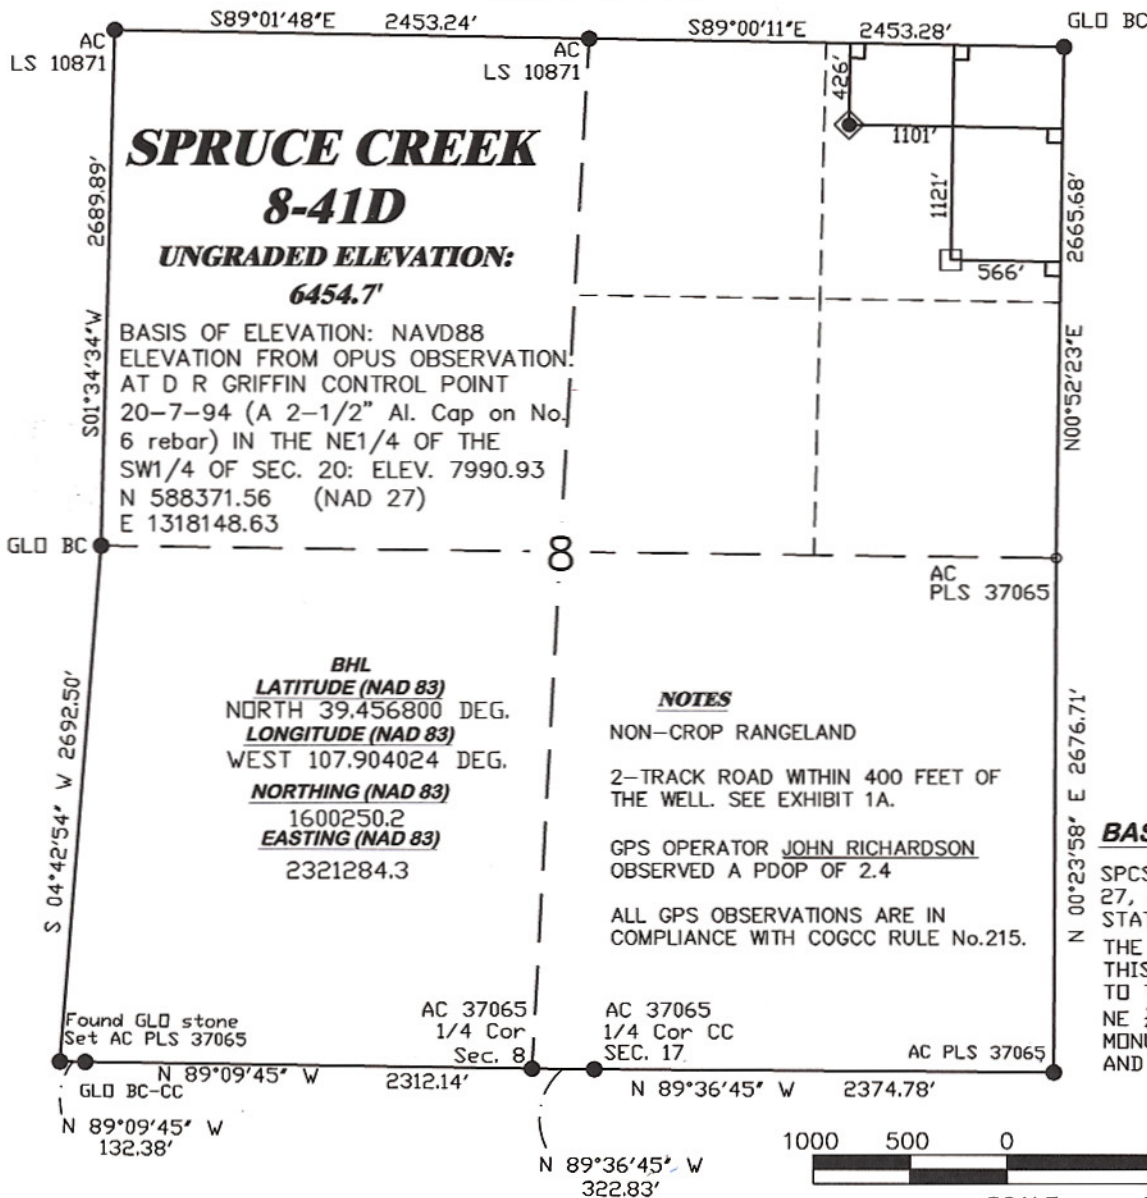 S89°01'48"E 2453.24'
S89°00'11"E 2453.28'
GLO BC
AC
LS 10871
AC
LS 10871
426'
1101'
1121'
566'
2689.89'
S01°34'34"W
2665.68'
N00°52'23"E
SPRUCE CREEK
8-41D
UNGRADED ELEVATION:
6454.7'
BASIS OF ELEVATION: NAVD88
ELEVATION FROM OPUS OBSERVATION
AT D R GRIFFIN CONTROL POINT
20-7-94 (A 2-1/2" Al. Cap on No.
6 rebar) IN THE NE1/4 OF THE
SW1/4 OF SEC. 20: ELEV. 7990.93
N 588371.56 (NAD 27)
E 1318148.63
GLO BC
8
AC
PLS 37065
BHL
LATITUDE (NAD 83)
NORTH 39.456800 DEG.
LONGITUDE (NAD 83)
WEST 107.904024 DEG.
NORTHING (NAD 83)
1600250.2
EASTING (NAD 83)
2321284.3
NOTES
NON-CROP RANGELAND
2-TRACK ROAD WITHIN 400 FEET OF
THE WELL. SEE EXHIBIT 1A.
GPS OPERATOR JOHN RICHARDSON
OBSERVED A PDOP OF 2.4
ALL GPS OBSERVATIONS ARE IN
COMPLIANCE WITH COGCC RULE No.215.
S 04°42'54" W 2692.50'
N 00°23'58" E 2676.71'
BAS
SPCS
27,
STAT
THE
THIS
TO T
NE
MONU
AND
Found GLO stone
Set AC PLS 37065
GLO BC-CC
N 89°09'45" W 2312.14'
N 89°09'45" W
132.38'
AC 37065
1/4 Cor
Sec. 8
AC 37065
1/4 Cor CC
SEC. 17
AC PLS 37065
N 89°36'45" W 2374.78'
N 89°36'45" W
322.83'
1000 500 0